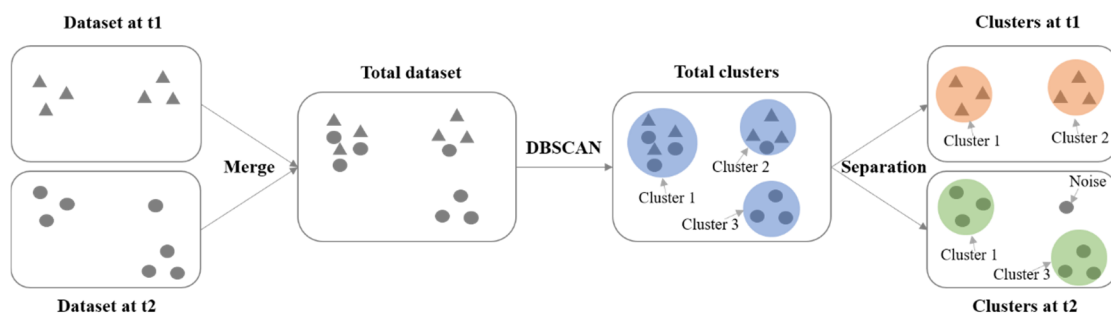 Dataset at t1
Dataset at t2
Merge
Total dataset
DBSCAN
Total clusters
Cluster 1
Cluster 2
Cluster 3
Separation
Clusters at t1
Cluster 1
Cluster 2
Noise
Cluster 1
Cluster 3
Clusters at t2